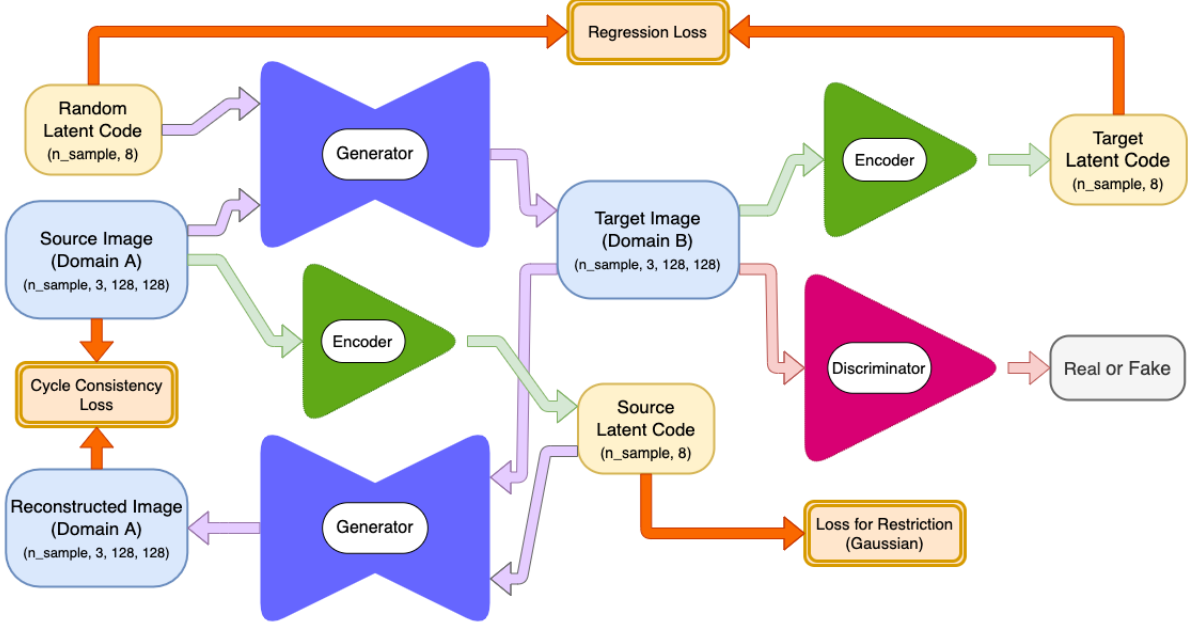 Regression Loss
Random
Latent Code
(n_sample, 8)
Generator
Encoder
Target
Latent Code
(n_sample, 8)
Source Image
(Domain A)
(n_sample, 3, 128, 128)
Target Image
(Domain B)
(n_sample, 3, 128, 128)
Encoder
Discriminator
Real or Fake
Cycle Consistency
Loss
Source
Latent Code
(n_sample, 8)
Reconstructed Image
(Domain A)
(n_sample, 3, 128, 128)
Generator
Loss for Restriction
(Gaussian)